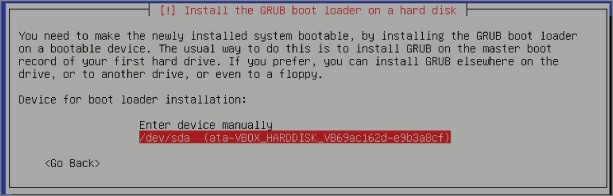 [!] Install the GRUB boot loader on a hard disk
You need to make the newly installed system bootable, by installing the GRUB boot loader
on a bootable device. The usual way to do this is to install GRUB on the master boot
record of your first hard drive. If you prefer, you can install GRUB elsewhere on the
drive, or to another drive, or even to a floppy.
Device for boot loader installation:
Enter device manually
/dev/sda (ata-VBOX_HARDDISK_VB69ac162d-e9b3a8cf)
<Go Back>